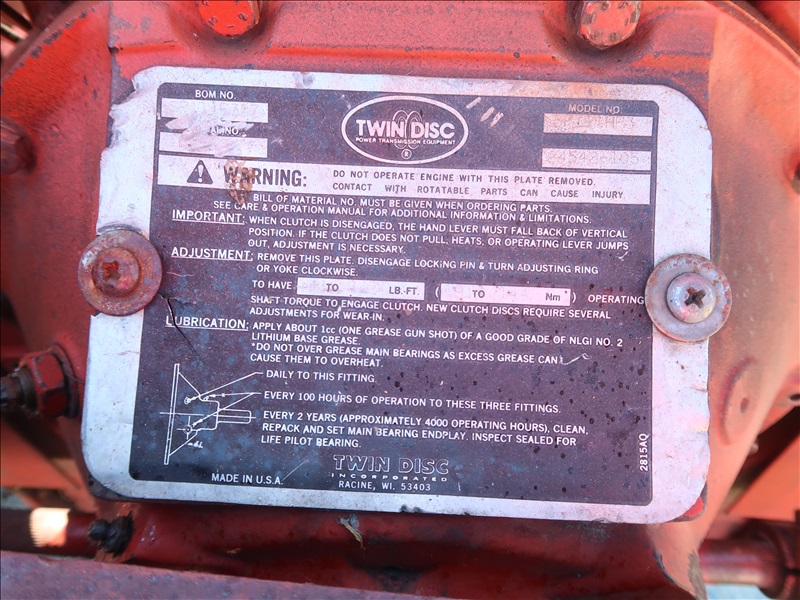 BOM NO.
TWIN DISC
POWER TRANSMISSION EQUIPMENT
®
MODEL NO.
WARNING:
DO NOT OPERATE ENGINE WITH THIS PLATE REMOVED.
CONTACT WITH ROTATABLE PARTS CAN CAUSE INJURY
BILL OF MATERIAL NO. MUST BE GIVEN WHEN ORDERING PARTS.
SEE CARE & OPERATION MANUAL FOR ADDITIONAL INFORMATION & LIMITATIONS.
IMPORTANT: WHEN CLUTCH IS DISENGAGED, THE HAND LEVER MUST FALL BACK OF VERTICAL
POSITION. IF THE CLUTCH DOES NOT PULL, HEATS, OR OPERATING LEVER JUMPS
OUT, ADJUSTMENT IS NECESSARY.
ADJUSTMENT: REMOVE THIS PLATE. DISENGAGE LOCKING PIN & TURN ADJUSTING RING
OR YOKE CLOCKWISE.
TO HAVE TO LB.-FT. ( TO Nm) OPERATING
SHAFT TORQUE TO ENGAGE CLUTCH. NEW CLUTCH DISCS REQUIRE SEVERAL
ADJUSTMENTS FOR WEAR-IN.
LUBRICATION: APPLY ABOUT 1cc (ONE GREASE GUN SHOT) OF A GOOD GRADE OF NLGI NO. 2
LITHIUM BASE GREASE.
*DO NOT OVER GREASE MAIN BEARINGS AS EXCESS GREASE CAN
CAUSE THEM TO OVERHEAT.
DAILY TO THIS FITTING.
EVERY 100 HOURS OF OPERATION TO THESE THREE FITTINGS.
EVERY 2 YEARS (APPROXIMATELY 4000 OPERATING HOURS), CLEAN,
REPACK AND SET MAIN BEARING ENDPLAY. INSPECT SEALED FOR
LIFE PILOT BEARING.
2815AQ
TWIN DISC
INCORPORATED
MADE IN U.S.A.
RACINE, WI. 53403